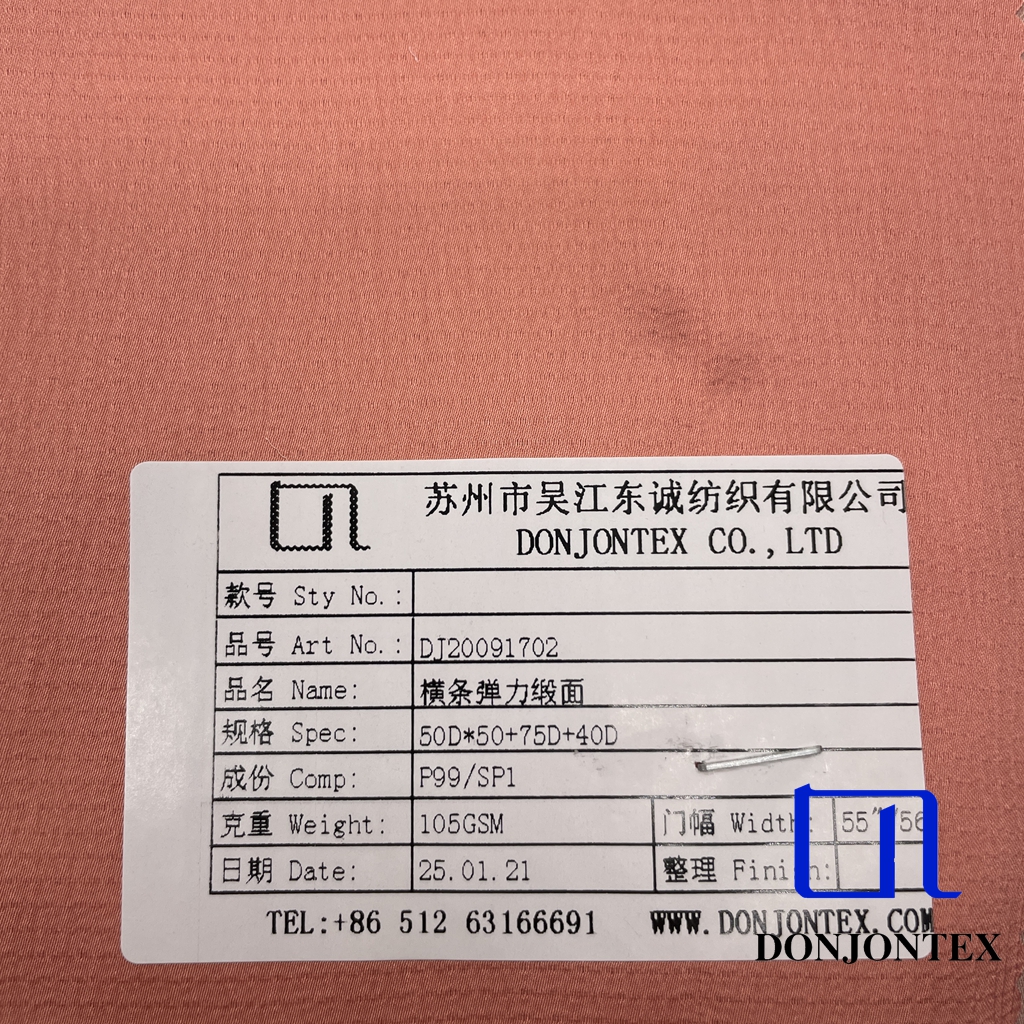 苏州市吴江东诚纺织有限公司
DONJONTEX CO.,LTD
款号 Sty No.:
品号 Art No.: DJ20091702
品名 Name: 横条弹力缎面
规格 Spec: 50D*50+75D+40D
成份 Comp: P99/SP1
克重 Weight: 105GSM 门幅 Width: 55"/56
日期 Date: 25.01.21 整理 Finish:
TEL:+86 512 63166691 WWW.DONJONTEX.COM
DONJONTEX